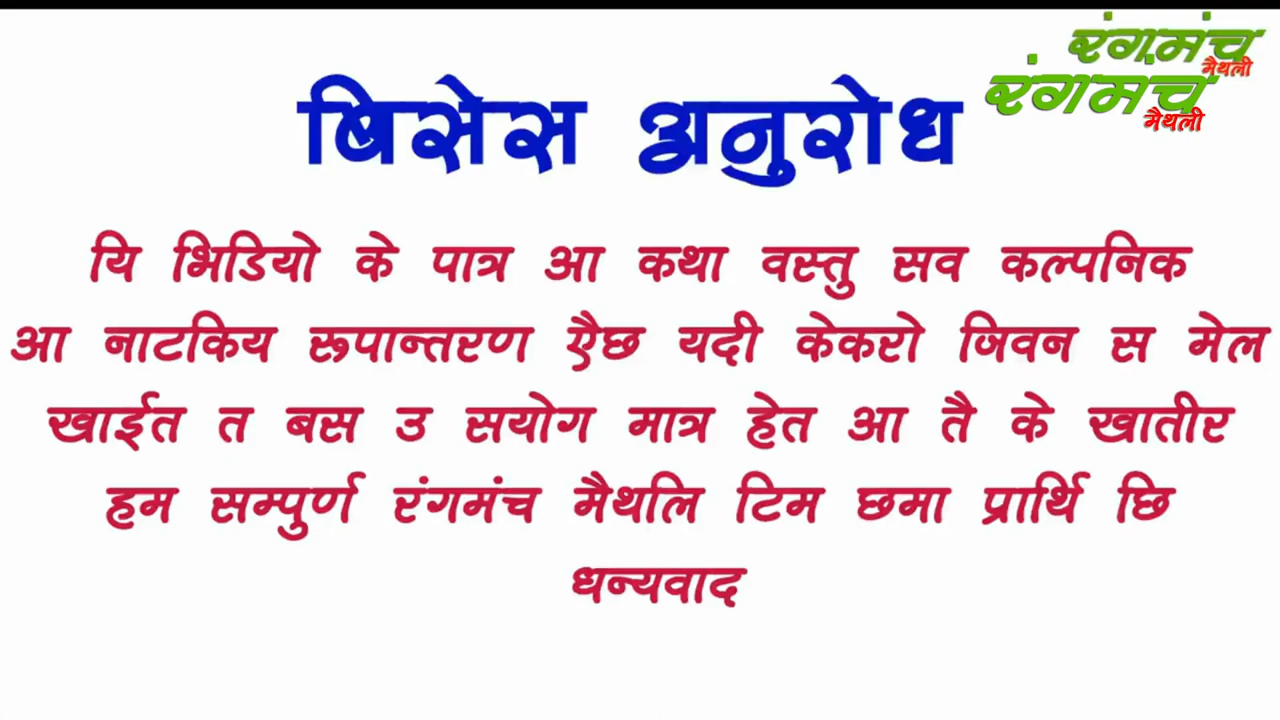 रंगमंच
मैथली
रंगमंच
मैथली
बिसेस अनुरोध
यि भिडियो के पात्र आ कथा वस्तु सव कल्पनिक
आ नाटकिय रूपान्तरण एैछ यदी केकरो जिवन स मेल
खाईत त बस उ सयोग मात्र हेत आ तै के खातीर
हम सम्पुर्ण रंगमंच मैथलि टिम छमा प्रार्थि छि
धन्यवाद